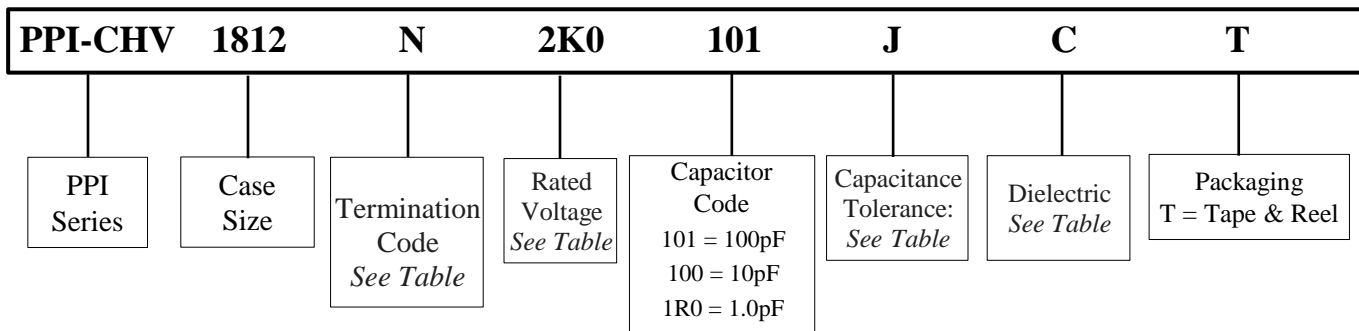 PPI-CHV 1812 N 2K0 101 J C T
PPI
Series
Case
Size
Termination
Code
See Table
Rated
Voltage
See Table
Capacitor
Code
101 = 100pF
100 = 10pF
1R0 = 1.0pF
Capacitance
Tolerance:
See Table
Dielectric
See Table
Packaging
T = Tape & Reel